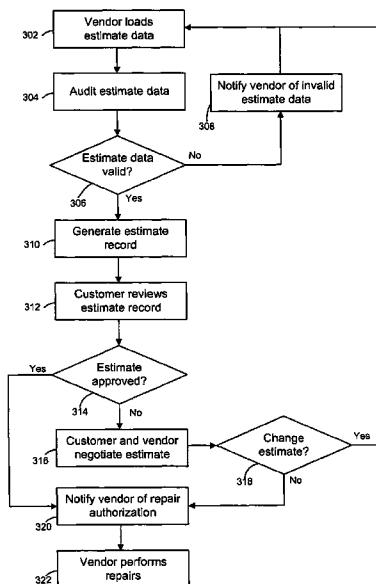 302
Vendor loads
estimate data
304
Audit estimate data
Notify vendor of invalid
estimate data
308
Estimate data
valid?
No
306
Yes
310
Generate estimate
record
312
Customer reviews
estimate record
Yes
Estimate
approved?
314
No
316
Customer and vendor
negotiate estimate
Change
estimate?
Yes
318
No
Notify vendor of repair
authorization
320
Vendor performs
repairs
322